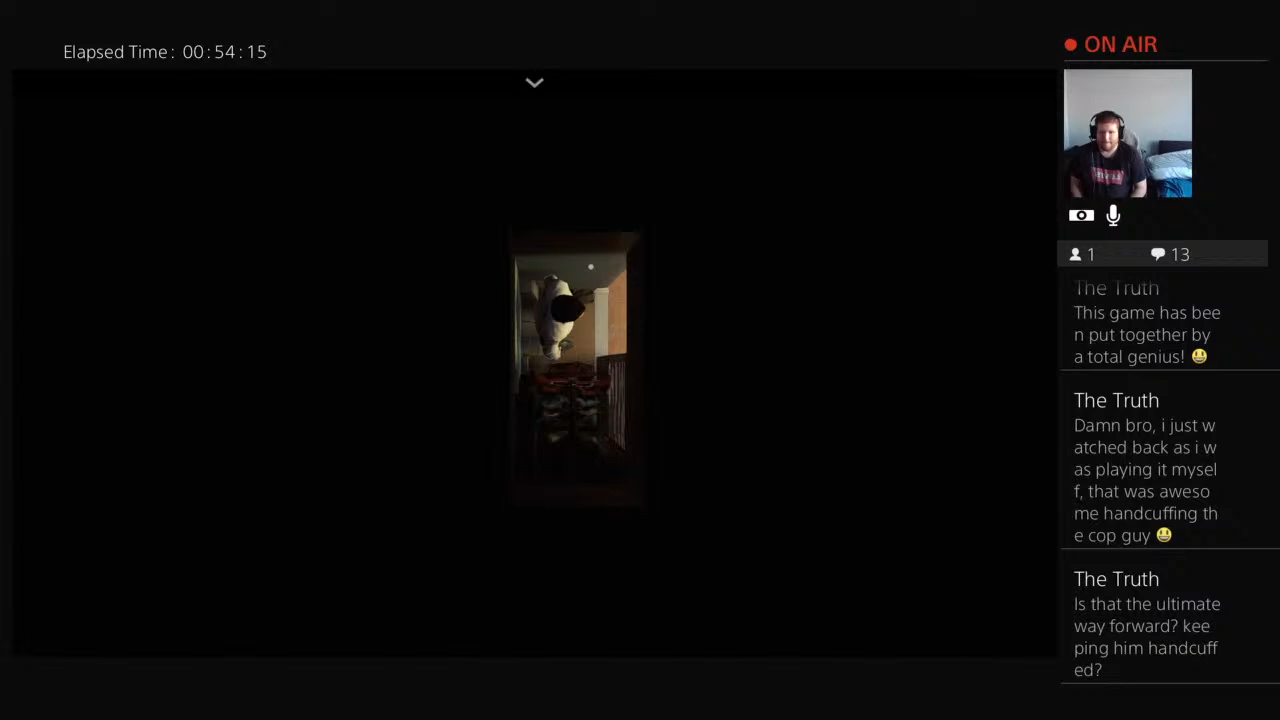 Elapsed Time: 00:54:15
ON AIR
1
13
The Truth
This game has bee
n put together by
a total genius! 😃
The Truth
Damn bro, i just w
atched back as i w
as playing it mysel
f, that was aweso
me handcuffing th
e cop guy 😃
The Truth
Is that the ultimate
way forward? kee
ping him handcuff
ed?